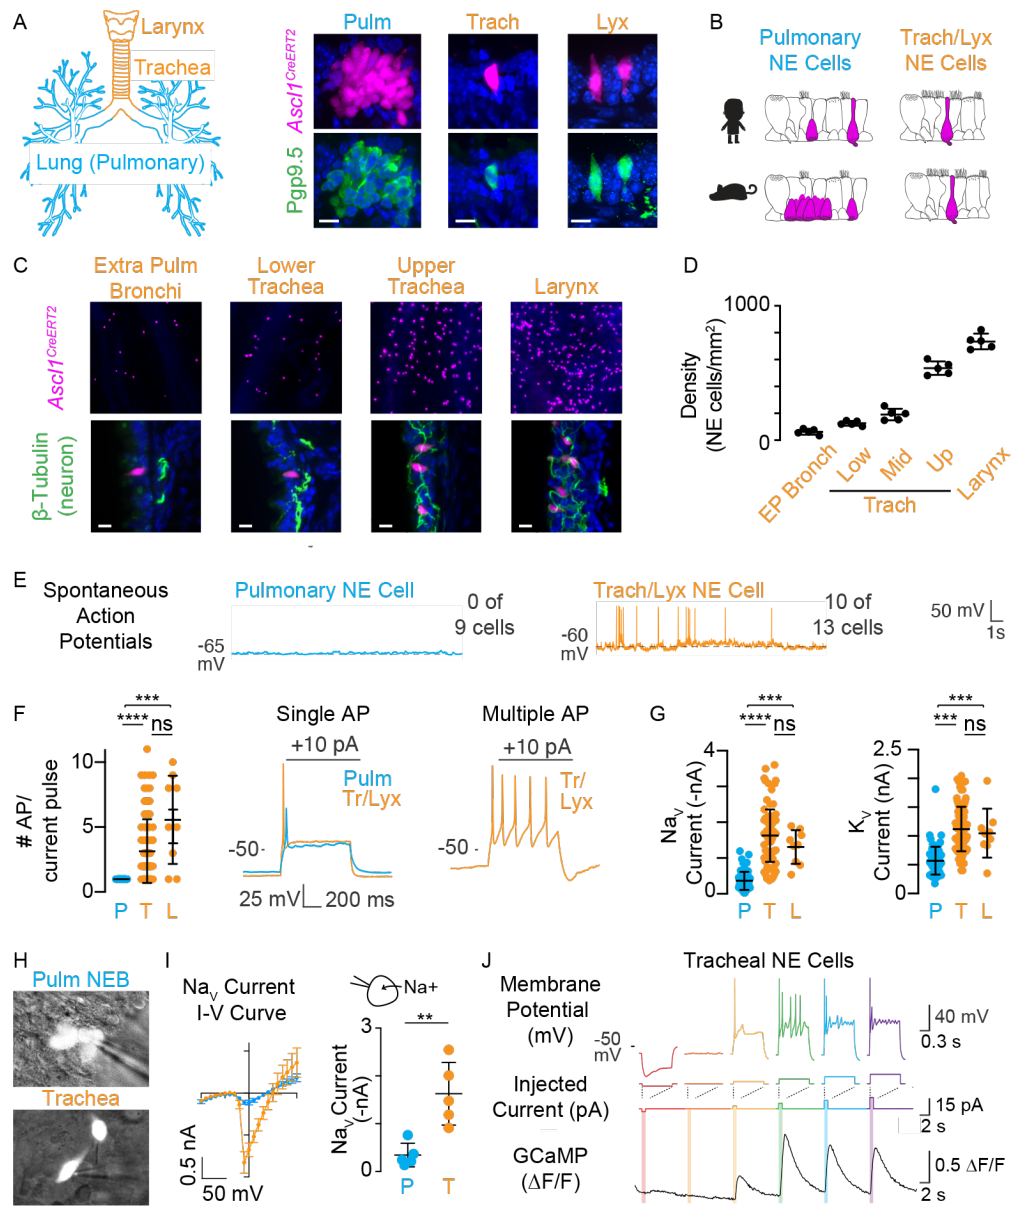 A
Larynx
Trachea
Lung (Pulmonary)
Pulm
Trach
Lyx
Ascl1CreERT2
Pgp9.5
B
Pulmonary
NE Cells
Trach/Lyx
NE Cells
C
Extra Pulm
Bronchi
Lower
Trachea
Upper
Trachea
Larynx
Ascl1CreERT2
β-Tubulin
(neuron)
D
Density
(NE cells/mm2)
1000
0
EP Bronch
Low
Mid
Up
Larynx
Trach
E
Spontaneous
Action
Potentials
Pulmonary NE Cell
0 of
9 cells
-65
mV
Trach/Lyx NE Cell
10 of
13 cells
-60
mV
50 mV
1s
F
***
****
ns
# AP/
current pulse
10
5
0
P
T
L
Single AP
+10 pA
Pulm
Tr/Lyx
-50
25 mV
200 ms
Multiple AP
+10 pA
Tr/
Lyx
-50
G
***
****
ns
NaV
Current (-nA)
4
2
0
P
T
L
***
***
ns
KV
Current (nA)
2.5
0
P
T
L
H
Pulm NEB
Trachea
I
NaV Current
I-V Curve
0.5 nA
50 mV
Na+
**
NaV Current
(-nA)
3
0
P
T
J
Tracheal NE Cells
Membrane
Potential
(mV)
-50
mV
40 mV
0.3 s
Injected
Current (pA)
15 pA
2 s
GCaMP
(ΔF/F)
0.5 ΔF/F
2 s